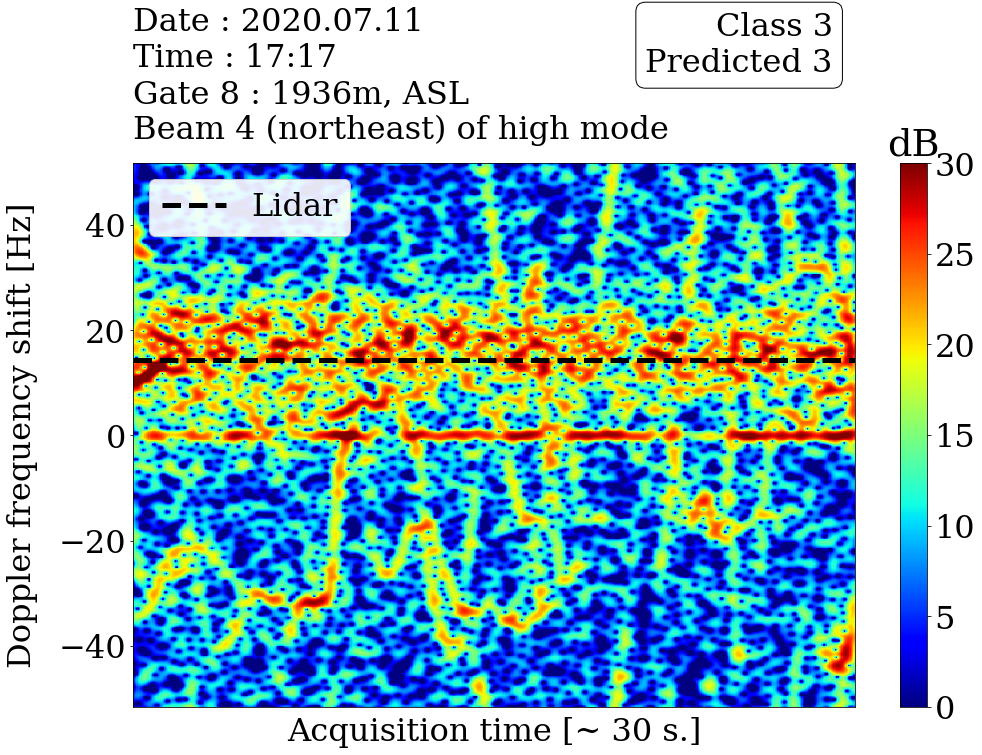 Date : 2020.07.11
Time : 17:17
Gate 8 : 1936m, ASL
Beam 4 (northeast) of high mode
Class 3
Predicted 3
dB
Lidar
Doppler frequency shift [Hz]
40
20
0
−20
−40
Acquisition time [~ 30 s.]
30
25
20
15
10
5
0